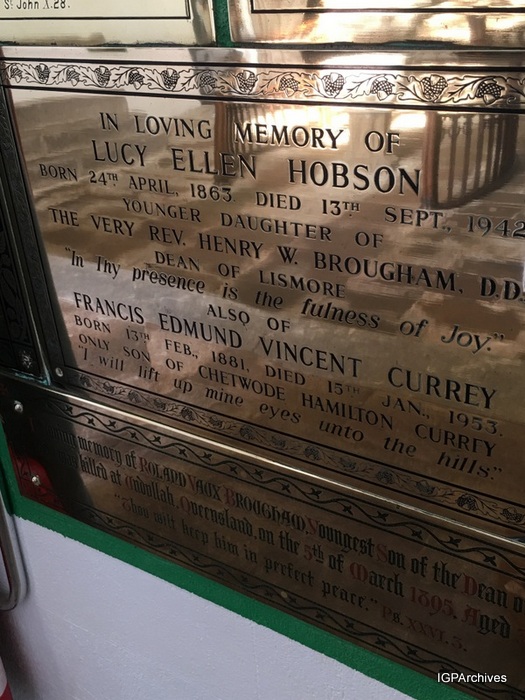 St John X.28.
IN LOVING MEMORY OF
LUCY ELLEN HOBSON
BORN 24TH APRIL, 1863. DIED 13TH SEPT., 1942
YOUNGER DAUGHTER OF
THE VERY REV. HENRY W. BROUGHAM, D.D.
DEAN OF LISMORE
"In Thy presence is the fulness of Joy."
ALSO OF
FRANCIS EDMUND VINCENT CURREY
BORN 13TH FEB., 1881, DIED 15TH JAN., 1953.
ONLY SON OF CHETWODE HAMILTON CURREY
"I will lift up mine eyes unto the hills."
memory of ROLAND VAUX BROUGHAM, Youngest Son of the Dean
killed at Queensland, on the 5th of March 1895. Aged
"Thou wilt keep him in perfect peace." PS. XXVI. 3.
IGPArchives